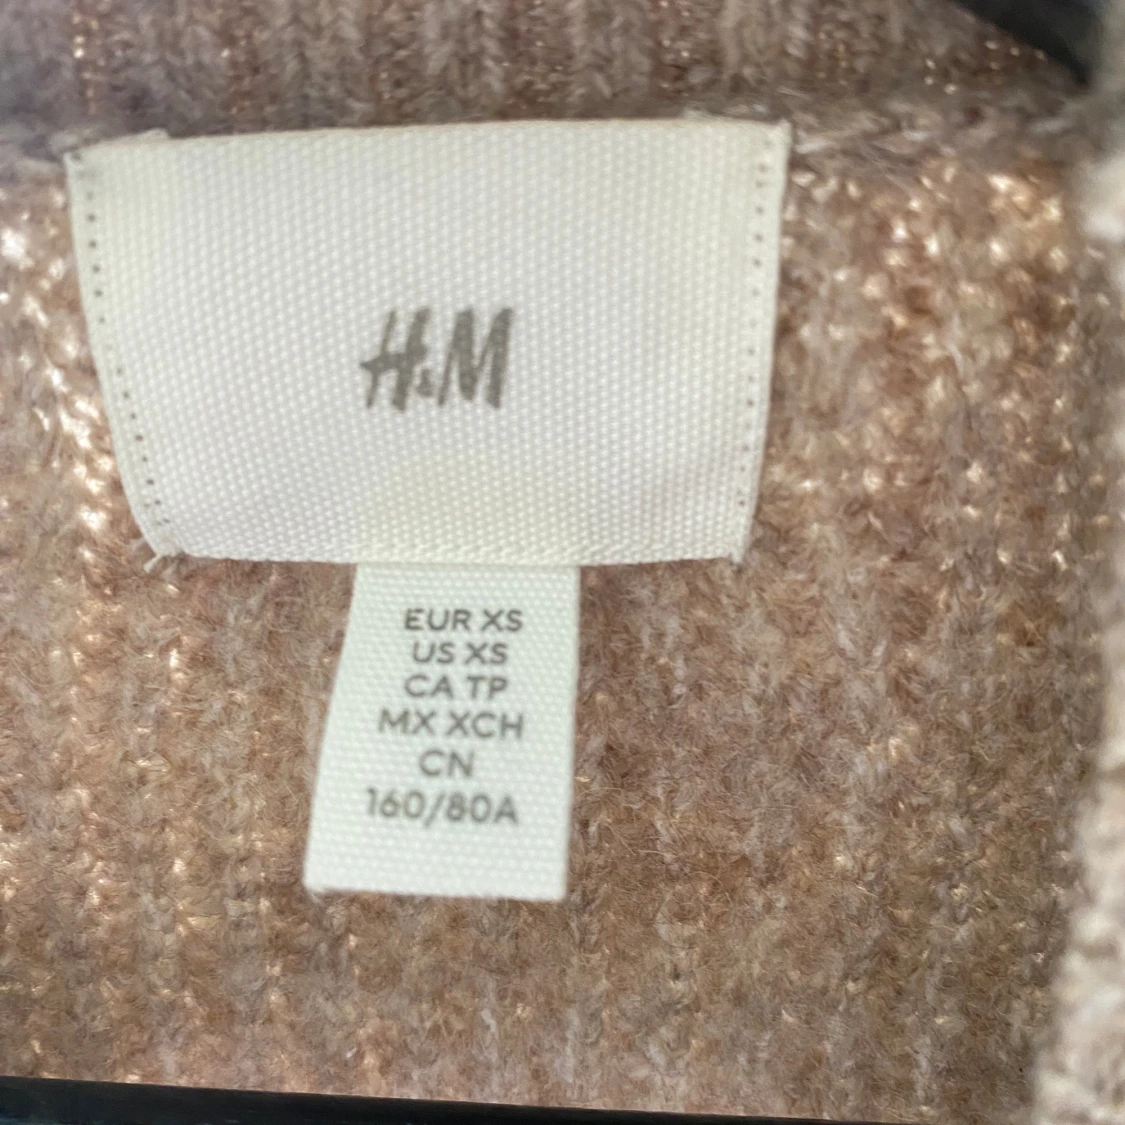 H&M
EUR XS
US XS
CA TP
MX XCH
CN
160/80A